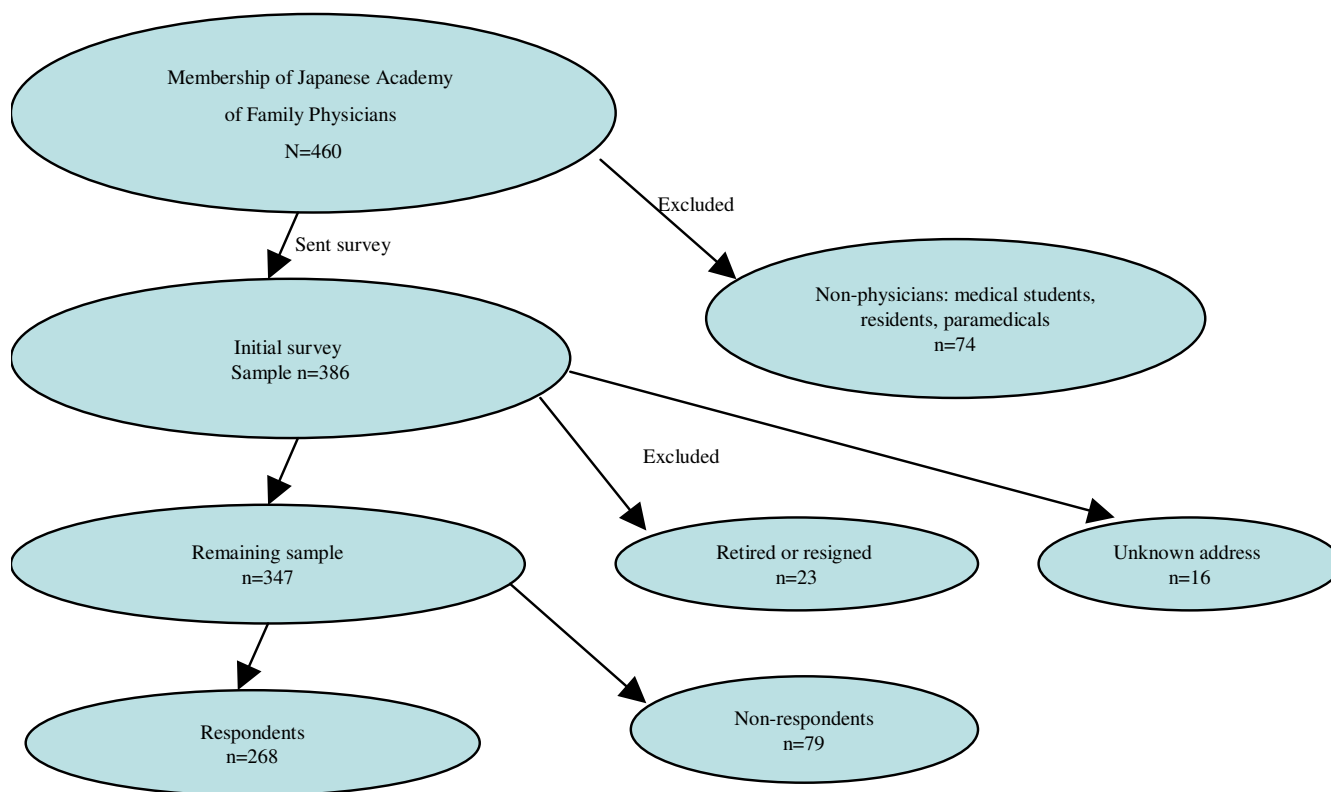 Membership of Japanese Academy
of Family Physicians
N=460
Excluded
Sent survey
Non-physicians: medical students,
residents, paramedicals
n=74
Initial survey
Sample n=386
Excluded
Remaining sample
n=347
Retired or resigned
n=23
Unknown address
n=16
Respondents
n=268
Non-respondents
n=79